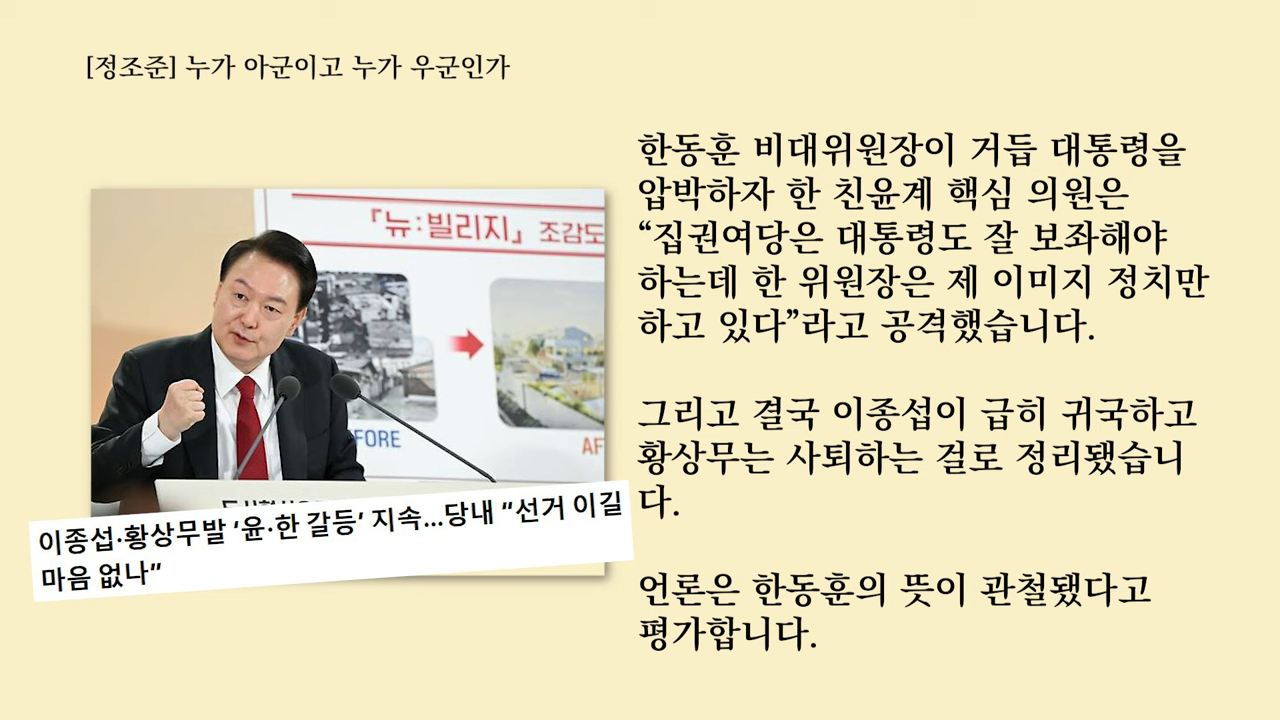 [정조준] 누가 아군이고 누가 우군인가
한동훈 비대위원장이 거듭 대통령을
압박하자 한 친윤계 핵심 의원은
“집권여당은 대통령도 잘 보좌해야
하는데 한 위원장은 제 이미지 정치만
하고 있다”라고 공격했습니다.
그리고 결국 이종섭이 급히 귀국하고
황상무는 사퇴하는 걸로 정리됐습니
다.
언론은 한동훈의 뜻이 관철됐다고
평가합니다.
『뉴:빌리지』 조감도
FORE
AF
이종섭·황상무발 ‘윤·한 갈등’ 지속…당내 “선거 이길
마음 없나”